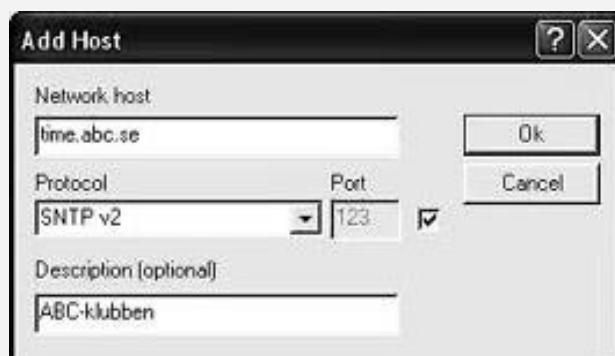 Add Host
Network host
time.abc.se
Ok
Protocol
Port
Cancel
SNTP v2
123
Description (optional)
ABC-klubben